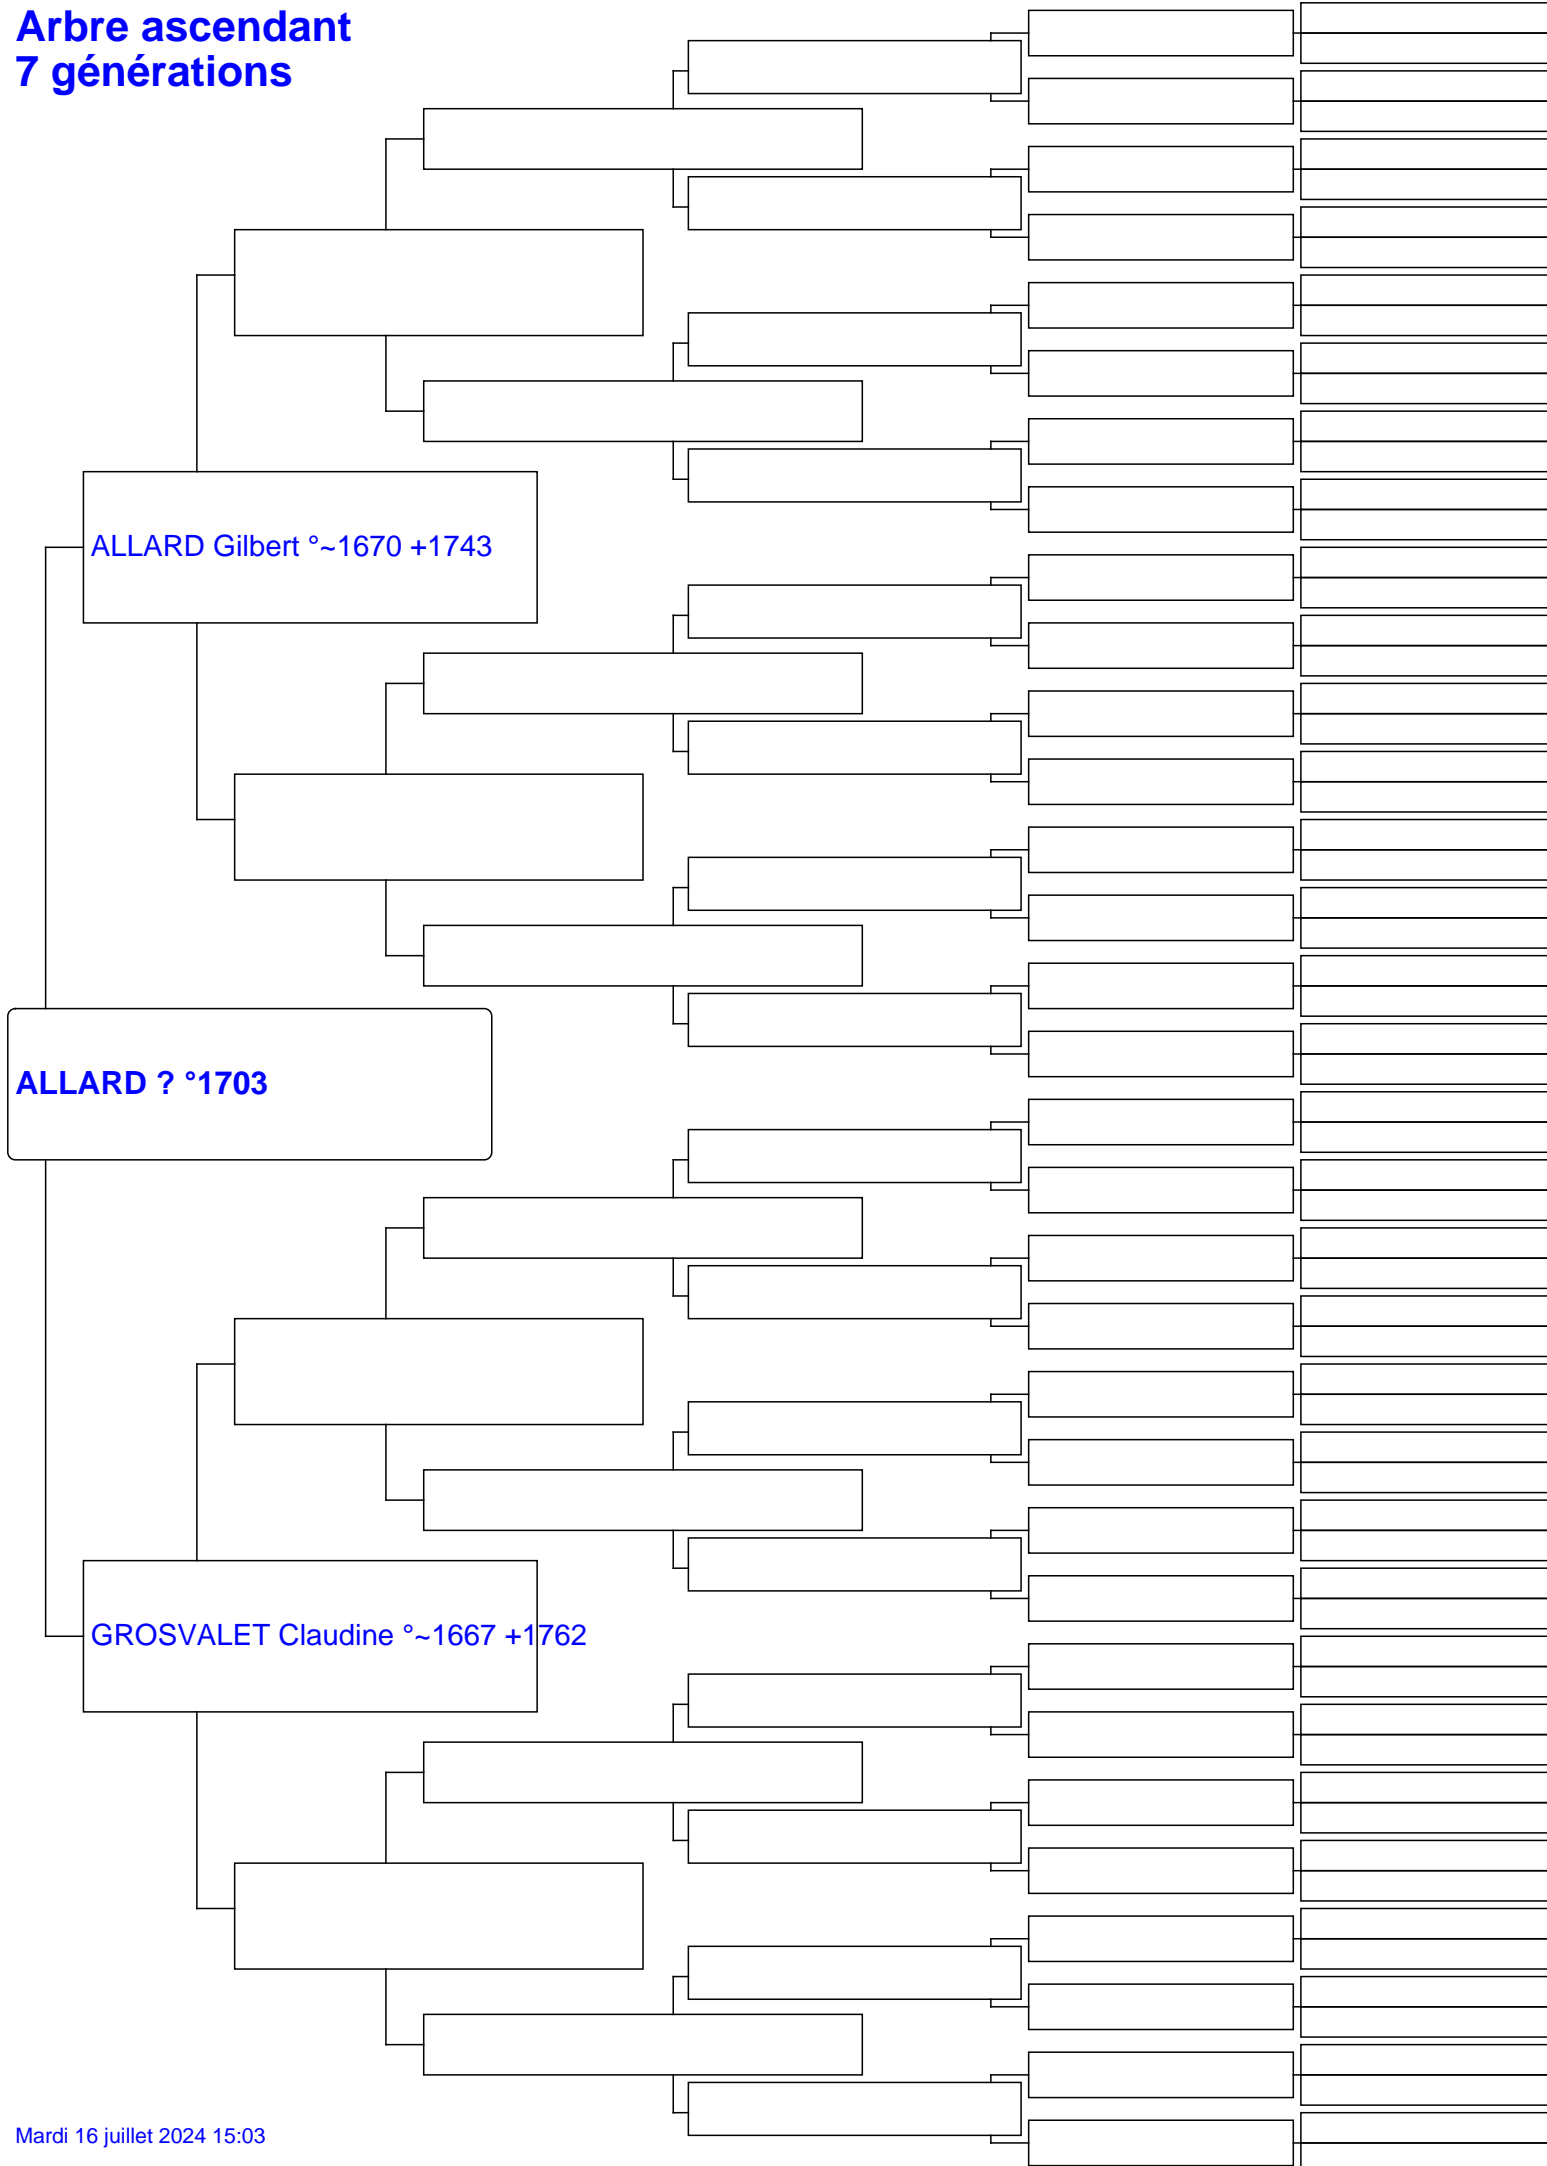 Arbre ascendant
7 générations
ALLARD Gilbert °~1670 +1743
ALLARD ? °1703
GROSVALET Claudine °~1667 +1762
Mardi 16 juillet 2024 15:03